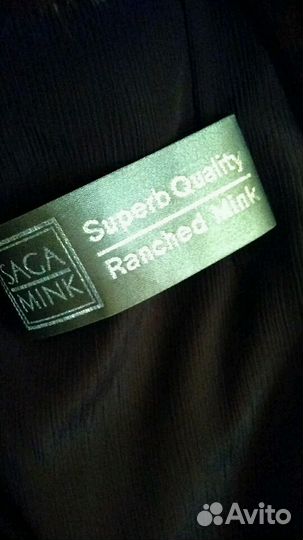 SAGA
MINK
Superb Quality
Ranched Mink
Avito